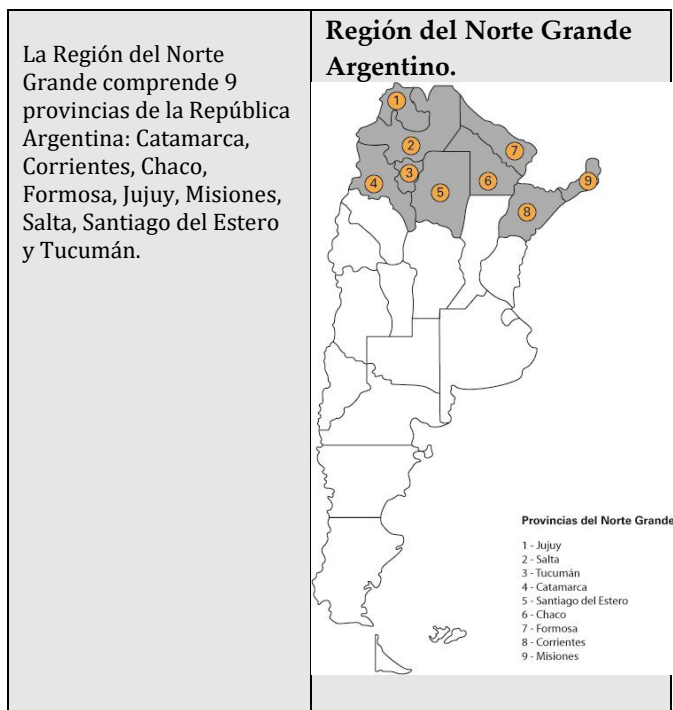 La Región del Norte
Grande comprende 9
provincias de la República
Argentina: Catamarca,
Corrientes, Chaco,
Formosa, Jujuy, Misiones,
Salta, Santiago del Estero
y Tucumán.
Región del Norte Grande
Argentino.
1
2
3
4
5
6
7
8
9
Provincias del Norte Grande
1 - Jujuy
2 - Salta
3 - Tucumán
4 - Catamarca
5 - Santiago del Estero
6 - Chaco
7 - Formosa
8 - Corrientes
9 - Misiones